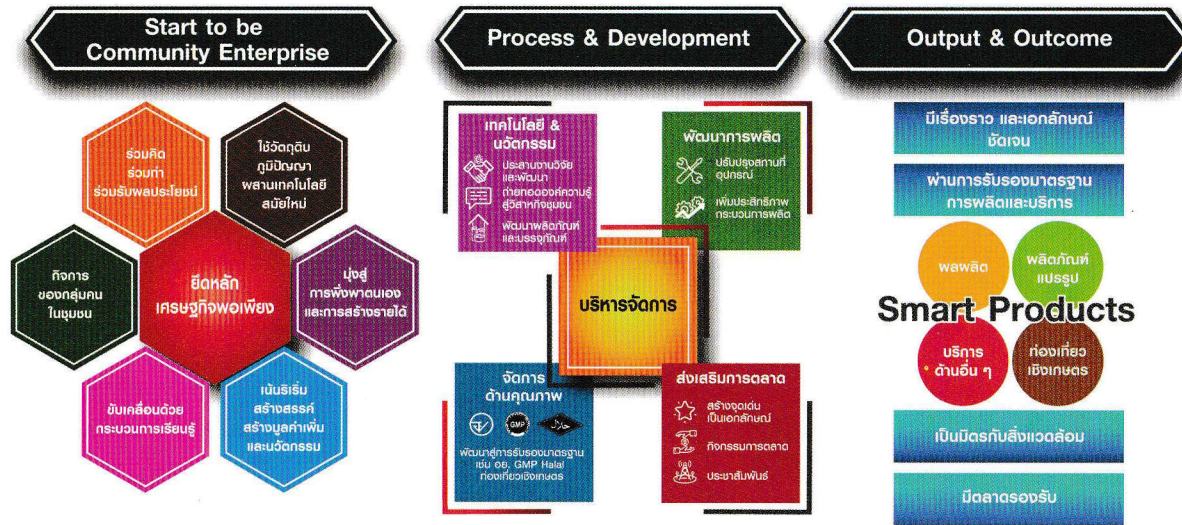 Start to be
Community Enterprise
ร่วมคิด
ร่วมทำ
ร่วมรับผลประโยชน์
ใช้วัตถุดิบ
ภูมิปัญญา
ผสานเทคโนโลยี
สมัยใหม่
กิจการ
ของกลุ่มคน
ในชุมชน
ยึดหลัก
เศรษฐกิจพอเพียง
มุ่งสู่
การพึ่งพาตนเอง
และการสร้างรายได้
ขับเคลื่อนด้วย
กระบวนการเรียนรู้
เน้นริเริ่ม
สร้างสรรค์
สร้างมูลค่าเพิ่ม
และนวัตกรรม
Process & Development
เทคโนโลยี &
นวัตกรรม
ประสานงานวิจัย
และพัฒนา
ถ่ายทอดองค์ความรู้
สู่วิสาหกิจชุมชน
พัฒนาผลิตภัณฑ์
และบรรจุภัณฑ์
พัฒนาการผลิต
ปรับปรุงสถานที่
อุปกรณ์
เพิ่มประสิทธิภาพ
กระบวนการผลิต
บริหารจัดการ
จัดการ
ด้านคุณภาพ
GMP
حلال
พัฒนาสู่การรับรองมาตรฐาน
เช่น อย. GMP Halal
ท่องเที่ยวเชิงเกษตร
ส่งเสริมการตลาด
สร้างจุดเด่น
เป็นเอกลักษณ์
กิจกรรมการตลาด
ประชาสัมพันธ์
Output & Outcome
มีเรื่องราว และเอกลักษณ์
ชัดเจน
ผ่านการรับรองมาตรฐาน
การผลิตและบริการ
ผลผลิต
ผลิตภัณฑ์
แปรรูป
Smart Products
บริการ
ด้านอื่น ๆ
ท่องเที่ยว
เชิงเกษตร
เป็นมิตรกับสิ่งแวดล้อม
มีตลาดรองรับ